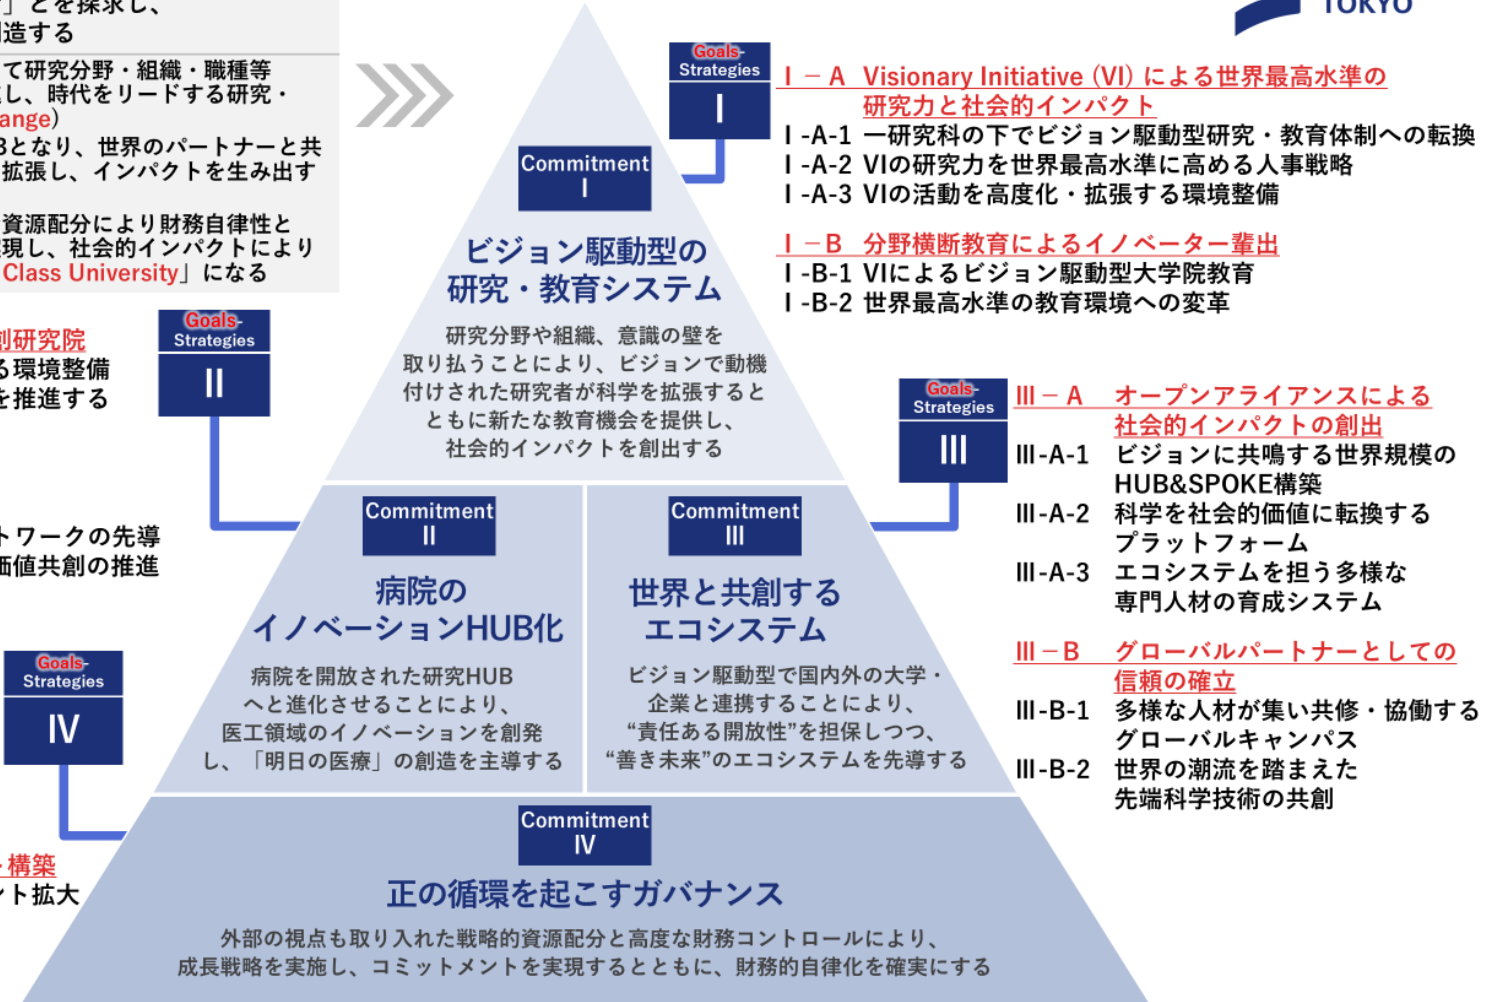 」とを探求し、
造する
て研究分野・組織・職種等
し、時代をリードする研究・
ange)
3となり、世界のパートナーと共
拡張し、インパクトを生み出す
資源配分により財務自律性と
現し、社会的インパクトにより
Class University」になる
TOKYO
Goals-
Strategies
Ⅰ
Ⅰ－A Visionary Initiative (VI) による世界最高水準の
研究力と社会的インパクト
Ⅰ-A-1 一研究科の下でビジョン駆動型研究・教育体制への転換
Ⅰ-A-2 VIの研究力を世界最高水準に高める人事戦略
Ⅰ-A-3 VIの活動を高度化・拡張する環境整備
Ⅰ－B 分野横断教育によるイノベーター輩出
Ⅰ-B-1 VIによるビジョン駆動型大学院教育
Ⅰ-B-2 世界最高水準の教育環境への変革
Commitment
Ⅰ
ビジョン駆動型の
研究・教育システム
研究分野や組織、意識の壁を
取り払うことにより、ビジョンで動機
付けされた研究者が科学を拡張すると
ともに新たな教育機会を提供し、
社会的インパクトを創出する
Goals-
Strategies
Ⅱ
創研究院
る環境整備
を推進する
トワークの先導
価値共創の推進
Commitment
Ⅱ
病院の
イノベーションHUB化
病院を開放された研究HUB
へと進化させることにより、
医工領域のイノベーションを創発
し、「明日の医療」の創造を主導する
Commitment
Ⅲ
世界と共創する
エコシステム
ビジョン駆動型で国内外の大学・
企業と連携することにより、
“責任ある開放性”を担保しつつ、
“善き未来”のエコシステムを先導する
Goals-
Strategies
Ⅲ
Ⅲ－A オープンアライアンスによる
社会的インパクトの創出
Ⅲ-A-1 ビジョンに共鳴する世界規模の
HUB&SPOKE構築
Ⅲ-A-2 科学を社会的価値に転換する
プラットフォーム
Ⅲ-A-3 エコシステムを担う多様な
専門人材の育成システム
Ⅲ－B グローバルパートナーとしての
信頼の確立
Ⅲ-B-1 多様な人材が集い共修・協働する
グローバルキャンパス
Ⅲ-B-2 世界の潮流を踏まえた
先端科学技術の共創
Goals-
Strategies
Ⅳ
構築
ント拡大
Commitment
Ⅳ
正の循環を起こすガバナンス
外部の視点も取り入れた戦略的資源配分と高度な財務コントロールにより、
成長戦略を実施し、コミットメントを実現するとともに、財務的自律化を確実にする